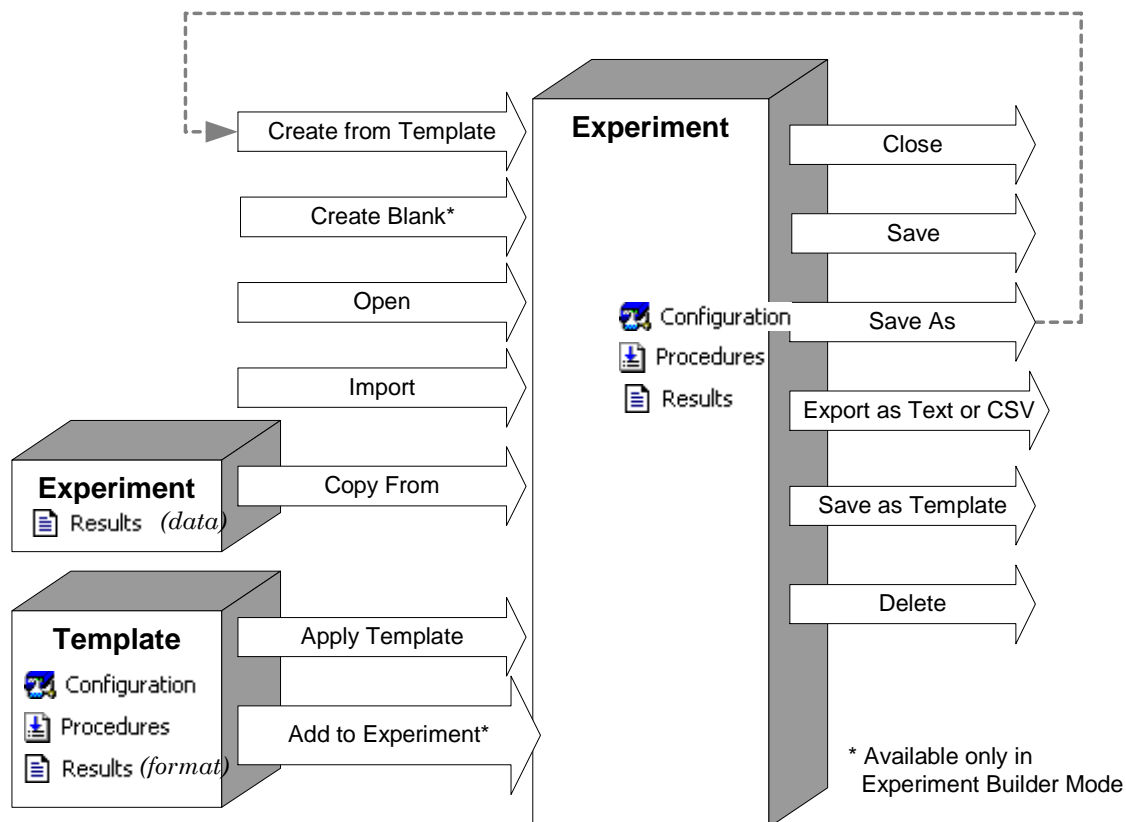 Create from Template
Create Blank*
Open
Import
Copy From
Experiment
Results (data)
Template
Configuration
Procedures
Results (format)
Apply Template
Add to Experiment*
Experiment
Configuration
Procedures
Results
Close
Save
Save As
Export as Text or CSV
Save as Template
Delete
* Available only in
Experiment Builder Mode